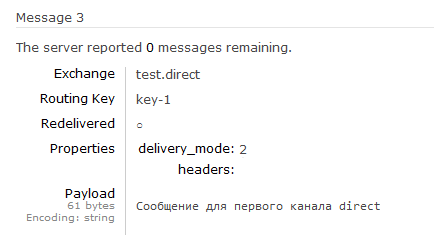 Message 3
The server reported 0 messages remaining.
Exchange test.direct
Routing Key key-1
Redelivered ○
Properties delivery_mode: 2
headers:
Payload
61 bytes
Encoding: string
Сообщение для первого канала direct